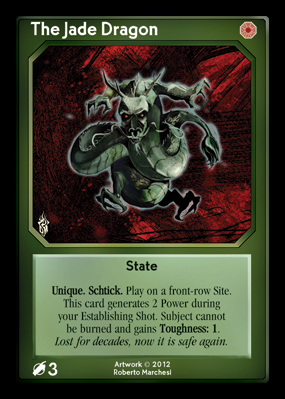 The Jade Dragon
State
Unique. Schtick. Play on a front-row Site.
This card generates 2 Power during
your Establishing Shot. Subject cannot
be burned and gains Toughness: 1.
Lost for decades, now it is safe again.
3
Artwork © 2012
Roberto Marchesi